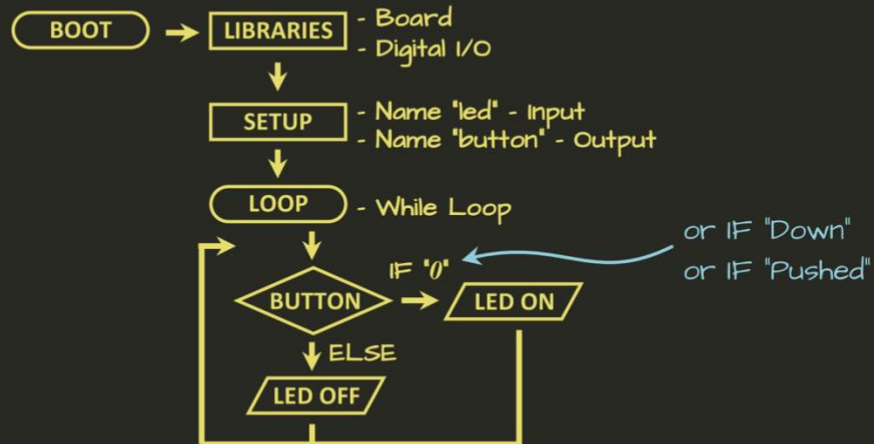 BOOT
LIBRARIES
- Board
- Digital I/O
SETUP
- Name "led" - Input
- Name "button" - Output
LOOP
- While Loop
or IF "Down"
or IF "Pushed"
IF "0"
BUTTON
LED ON
ELSE
LED OFF